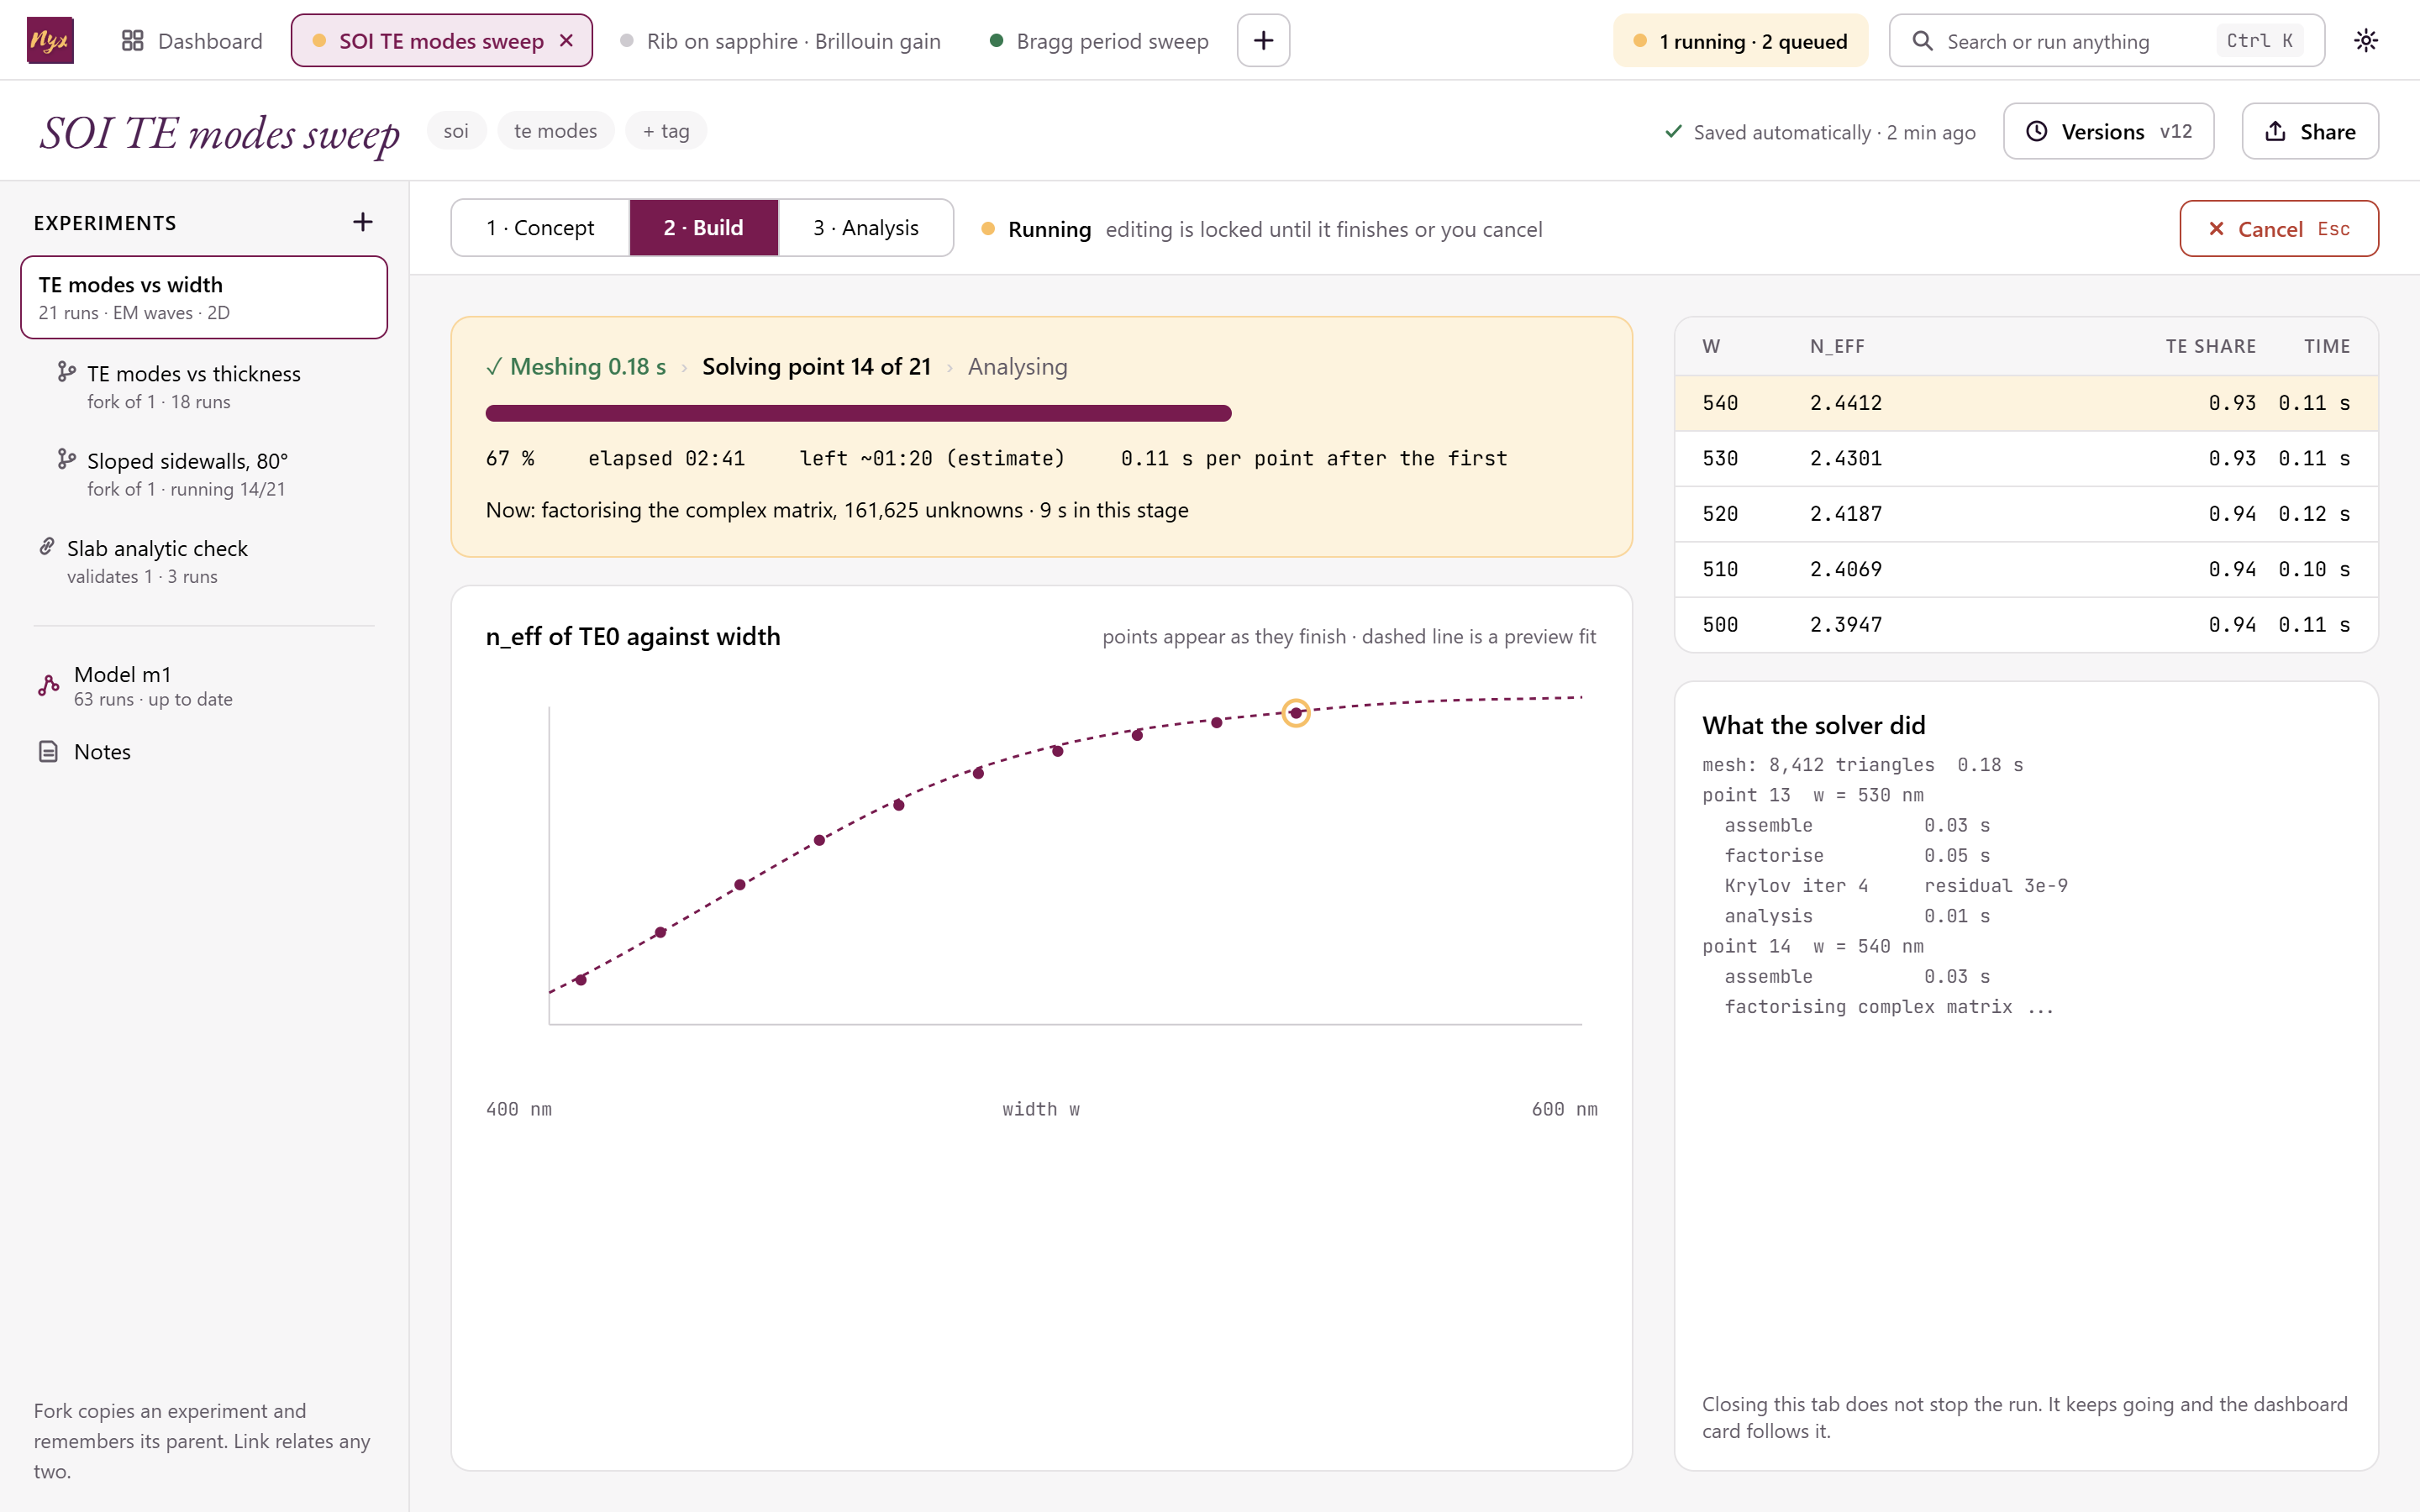 Nyx
Dashboard
SOI TE modes sweep
Rib on sapphire · Brillouin gain
Bragg period sweep
1 running · 2 queued
Search or run anything
Ctrl K
SOI TE modes sweep
soi
te modes
+ tag
Saved automatically · 2 min ago
Versions v12
Share
EXPERIMENTS
TE modes vs width
21 runs · EM waves · 2D
TE modes vs thickness
fork of 1 · 18 runs
Sloped sidewalls, 80°
fork of 1 · running 14/21
Slab analytic check
validates 1 · 3 runs
Model m1
63 runs · up to date
Notes
Fork copies an experiment and
remembers its parent. Link relates any
two.
1 · Concept
2 · Build
3 · Analysis
Running editing is locked until it finishes or you cancel
Cancel Esc
✓ Meshing 0.18 s › Solving point 14 of 21 › Analysing
67 % elapsed 02:41 left ~01:20 (estimate) 0.11 s per point after the first
Now: factorising the complex matrix, 161,625 unknowns · 9 s in this stage
n_eff of TE0 against width
points appear as they finish · dashed line is a preview fit
400 nm width w 600 nm
W N_EFF TE SHARE TIME
540 2.4412 0.93 0.11 s
530 2.4301 0.93 0.11 s
520 2.4187 0.94 0.12 s
510 2.4069 0.94 0.10 s
500 2.3947 0.94 0.11 s
What the solver did
mesh: 8,412 triangles 0.18 s
point 13 w = 530 nm
assemble 0.03 s
factorise 0.05 s
Krylov iter 4 residual 3e-9
analysis 0.01 s
point 14 w = 540 nm
assemble 0.03 s
factorising complex matrix ...
Closing this tab does not stop the run. It keeps going and the dashboard
card follows it.